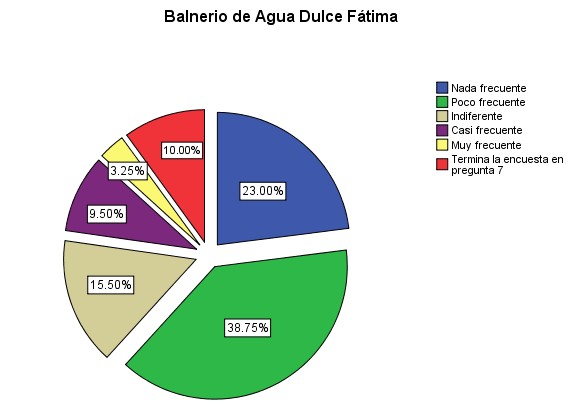 Balnerio de Agua Dulce Fátima
Nada frecuente
Poco frecuente
Indiferente
Casi frecuente
Muy frecuente
Termina la encuesta en
pregunta 7
10.00%
3.25%
23.00%
9.50%
15.50%
38.75%